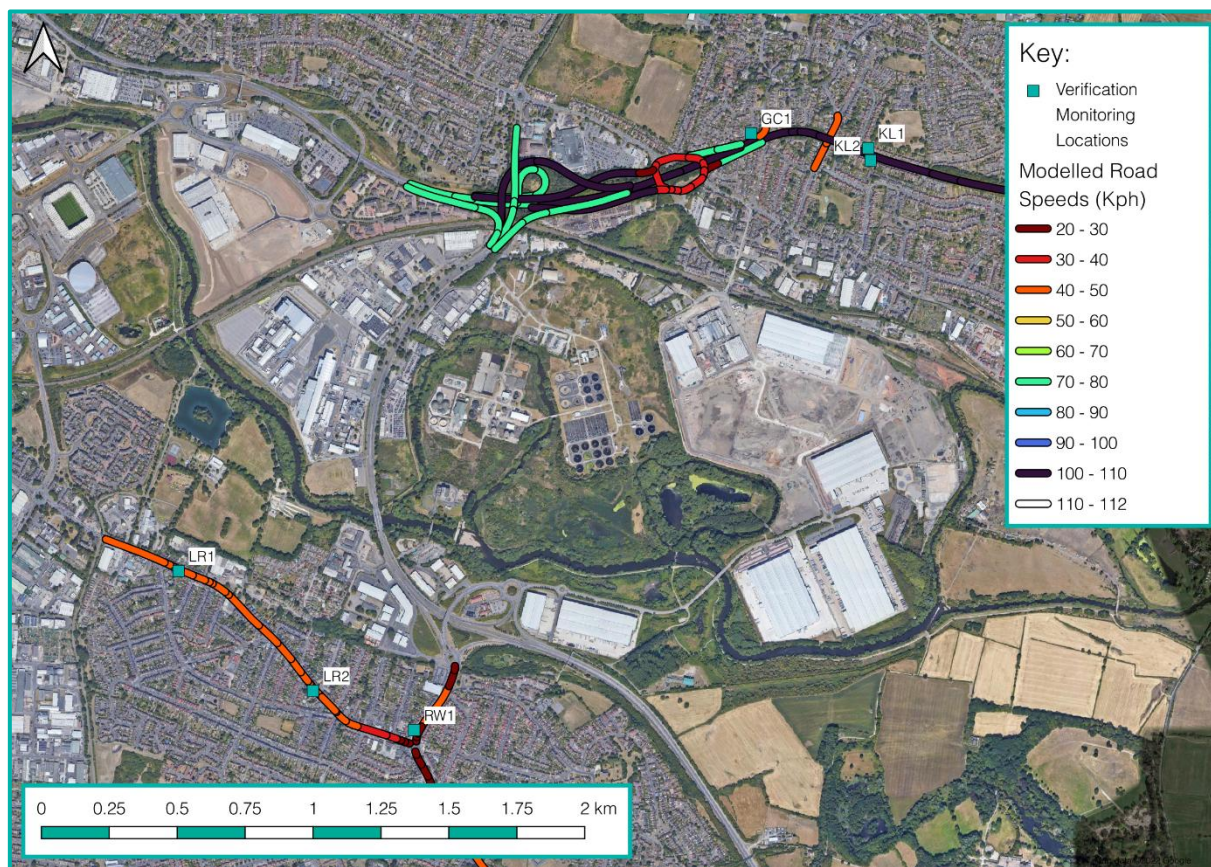 GC1
KL1
KL2
LR1
LR2
RW1
Key:
Verification
Monitoring
Locations
Modelled Road
Speeds (Kph)
20 - 30
30 - 40
40 - 50
50 - 60
60 - 70
70 - 80
80 - 90
90 - 100
100 - 110
110 - 112
0 0.25 0.5 0.75 1 1.25 1.5 1.75 2 km